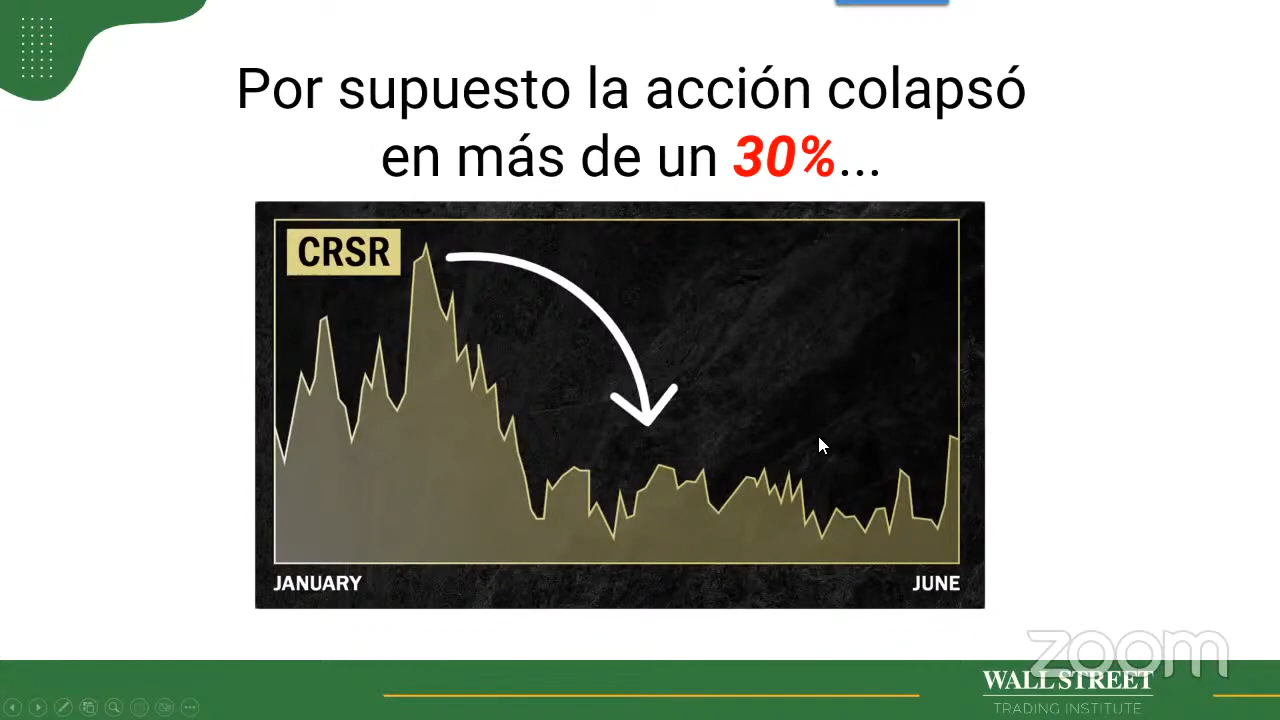 Por supuesto la acción colapsó
en más de un 30%...
CRSR
JANUARY
JUNE
zoom
WALL STREET
TRADING INSTITUTE